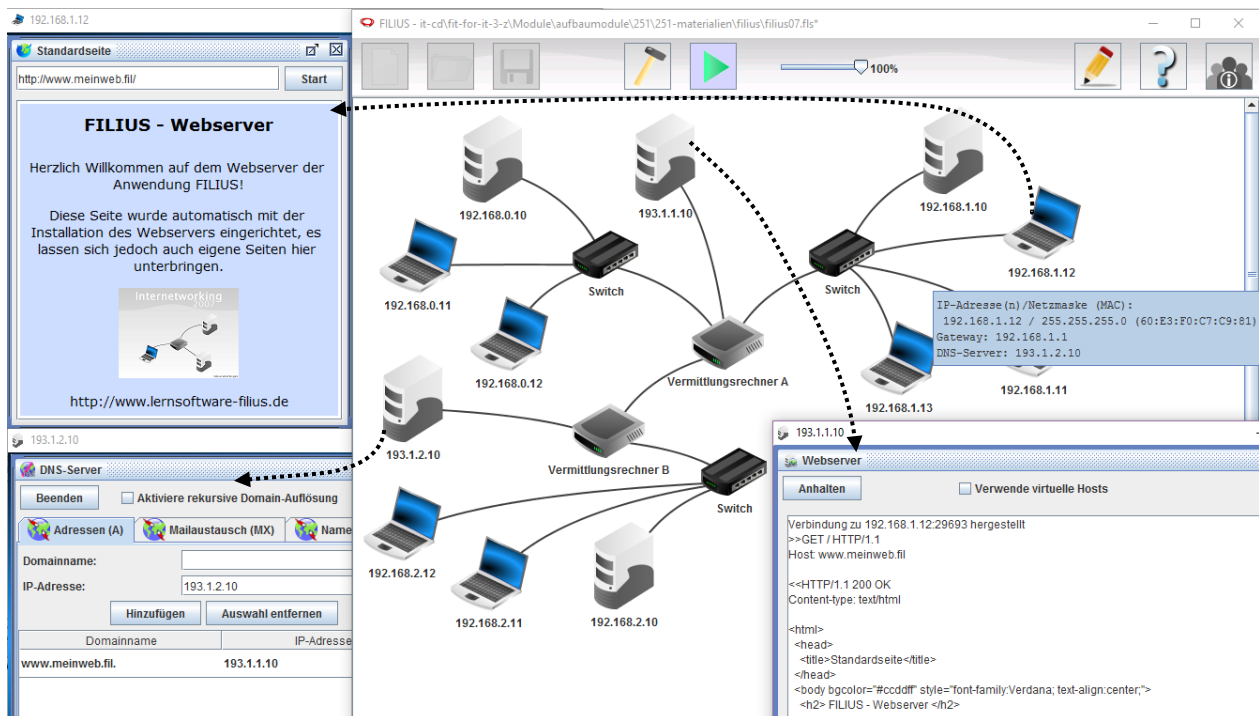 192.168.1.12
Standardseite
http://www.meinweb.fil/
Start
FILIUS - Webserver
Herzlich Willkommen auf dem Webserver der
Anwendung FILIUS!
Diese Seite wurde automatisch mit der
Installation des Webservers eingerichtet, es
lassen sich jedoch auch eigene Seiten hier
unterbringen.
Internetworking
2007
http://www.lernsoftware-filius.de
193.1.2.10
DNS-Server
Beenden
Aktiviere rekursive Domain-Auflösung
Adressen (A)
Mailaustausch (MX)
Name
Domainname:
IP-Adresse:
193.1.2.10
Hinzufügen
Auswahl entfernen
Domainname
IP-Adresse
www.meinweb.fil.
193.1.1.10
FILIUS - it-cd\fit-for-it-3-z\Module\aufbaumodule\251\251-materialien\filius\filius07.fls*
100%
192.168.0.10
193.1.1.10
192.168.1.10
192.168.1.12
192.168.0.11
Switch
Switch
IP-Adresse(n)/Netzmaske (MAC):
192.168.1.12 / 255.255.255.0 (60:E3:F0:C7:C9:81)
Gateway: 192.168.1.1
DNS-Server: 193.1.2.10
192.168.0.12
Vermittlungsrechner A
192.168.1.11
192.168.1.13
193.1.2.10
Vermittlungsrechner B
Switch
192.168.2.12
192.168.2.11
192.168.2.10
193.1.1.10
Webserver
Anhalten
Verwende virtuelle Hosts
Verbindung zu 192.168.1.12:29693 hergestellt
>>GET / HTTP/1.1
Host: www.meinweb.fil
<<HTTP/1.1 200 OK
Content-type: text/html
<html>
<head>
<title>Standardseite</title>
</head>
<body bgcolor="#ccddff" style="font-family:Verdana; text-align:center;">
<h2> FILIUS - Webserver </h2>